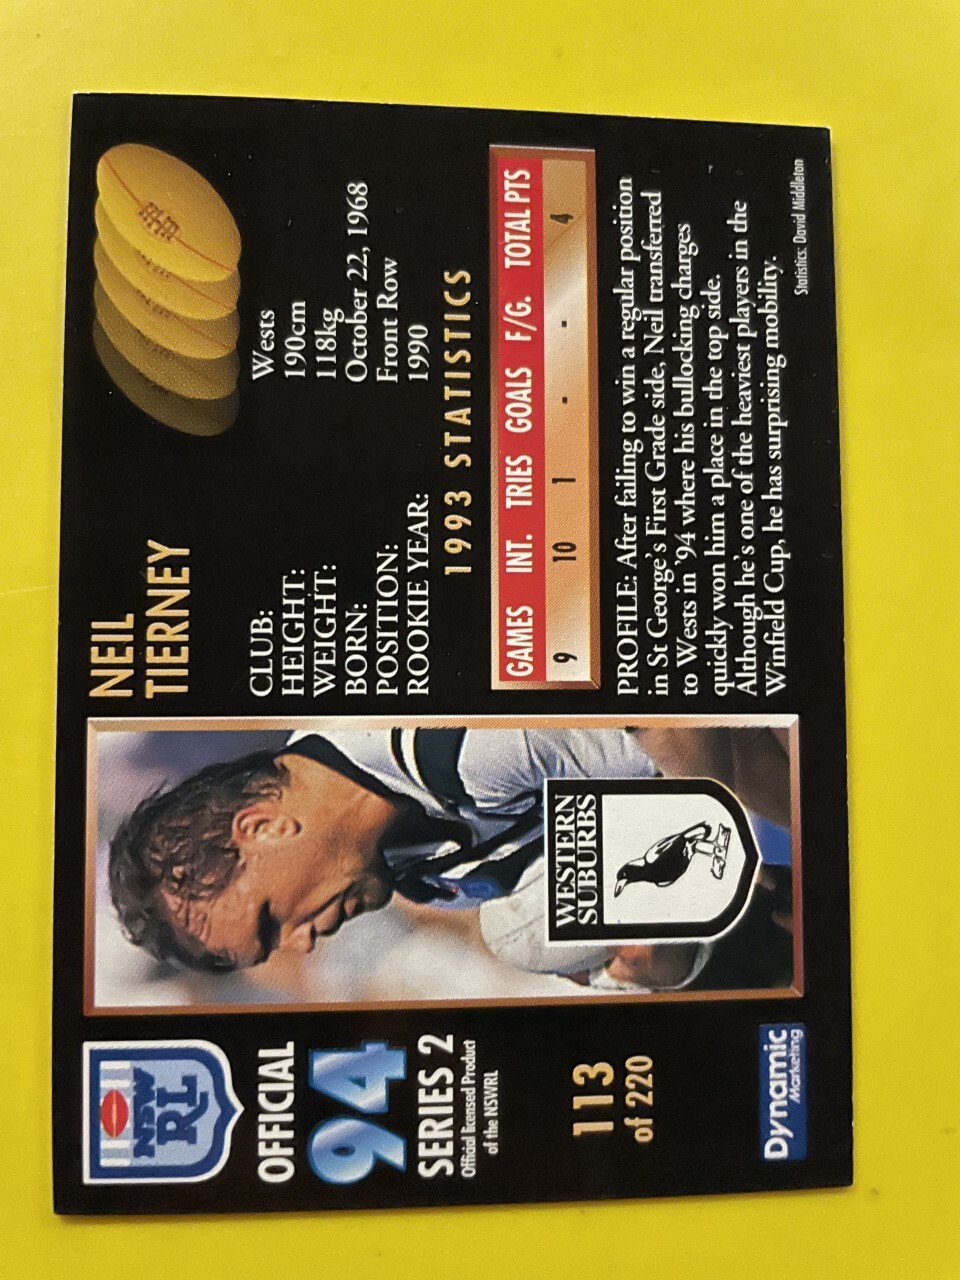 NSW
RL
OFFICIAL
94
SERIES 2
Official licensed Product
of the NSWRL
113
of 220
Dynamic
Marketing
WESTERN
SUBURBS
NEIL
TIERNEY
CLUB: Wests
HEIGHT: 190cm
WEIGHT: 118kg
BORN: October 22, 1968
POSITION: Front Row
ROOKIE YEAR: 1990
1993 STATISTICS
GAMES INT. TRIES GOALS F/G. TOTAL PTS
9 10 1 - - 4
PROFILE: After failing to win a regular position
in St George's First Grade side, Neil transferred
to Wests in '94 where his bullocking charges
quickly won him a place in the top side.
Although he's one of the heaviest players in the
Winfield Cup, he has surprising mobility.
Statistics: David Middleton